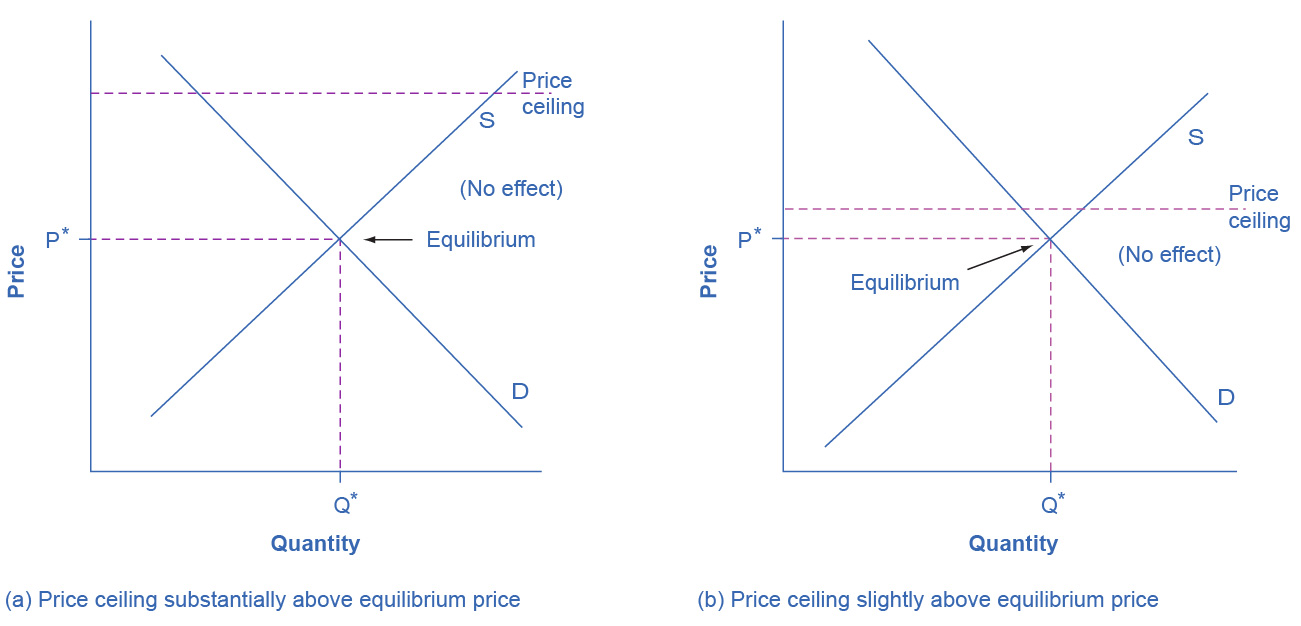 Price
ceiling
S
(No effect)
P*
Equilibrium
Price
D
Q*
Quantity
(a) Price ceiling substantially above equilibrium price
S
Price
ceiling
P*
(No effect)
Equilibrium
Price
D
Q*
Quantity
(b) Price ceiling slightly above equilibrium price